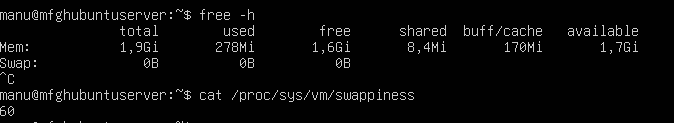 manu@mfghubuntuserver:~$ free -h
total used free shared buff/cache available
Mem: 1,9Gi 278Mi 1,6Gi 8,4Mi 170Mi 1,7Gi
Swap: 0B 0B 0B
^C
manu@mfghubuntuserver:~$ cat /proc/sys/vm/swappiness
60